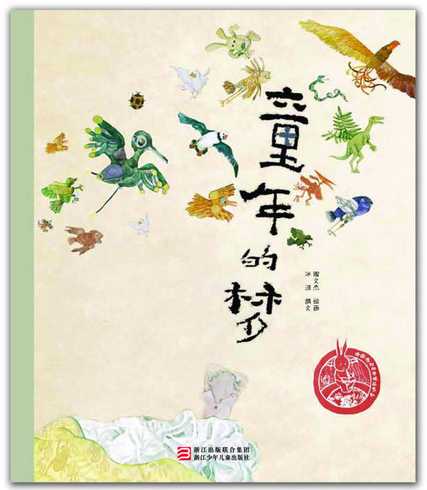 童年的梦
周文杰 绘画
冰波 撰文
浙江出版联合集团
浙江少年儿童出版社